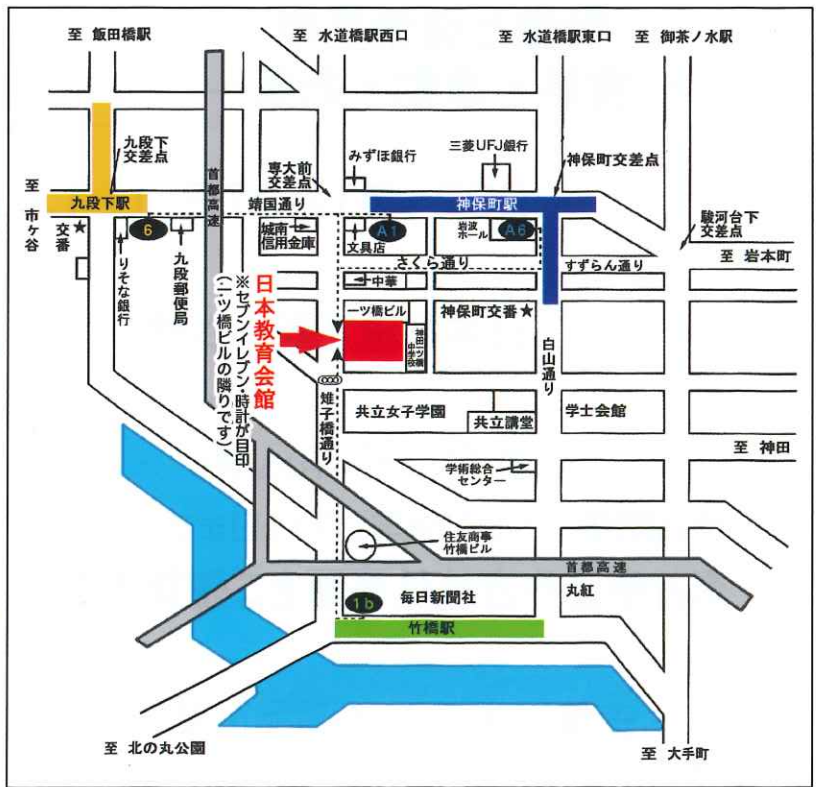 至 飯田橋駅
至 水道橋駅西口
至 水道橋駅東口
至 御茶ノ水駅
九段下
交差点
首都高速
専大前
交差点
みずほ銀行
三菱UFJ銀行
神保町交差点
至 市ヶ谷
九段下駅
靖国通り
神保町駅
駿河台下
交差点
交番★
6
城南
信用金庫
文具店
A1
岩波
ホール
A6
りそな銀行
九段郵便局
さくら通り
すずらん通り
至 岩本町
中華
一ツ橋ビル
神保町交番★
日本教育会館
※セブンイレブン・時計が目印
(一ツ橋ビルの隣りです)
神田一ツ橋
中学校
白山通り
雉子橋通り
共立女子学園
共立講堂
学士会館
至 神田
学術総合
センター
住友商事
竹橋ビル
首都高速
丸紅
1b
毎日新聞社
竹橋駅
至 北の丸公園
至 大手町